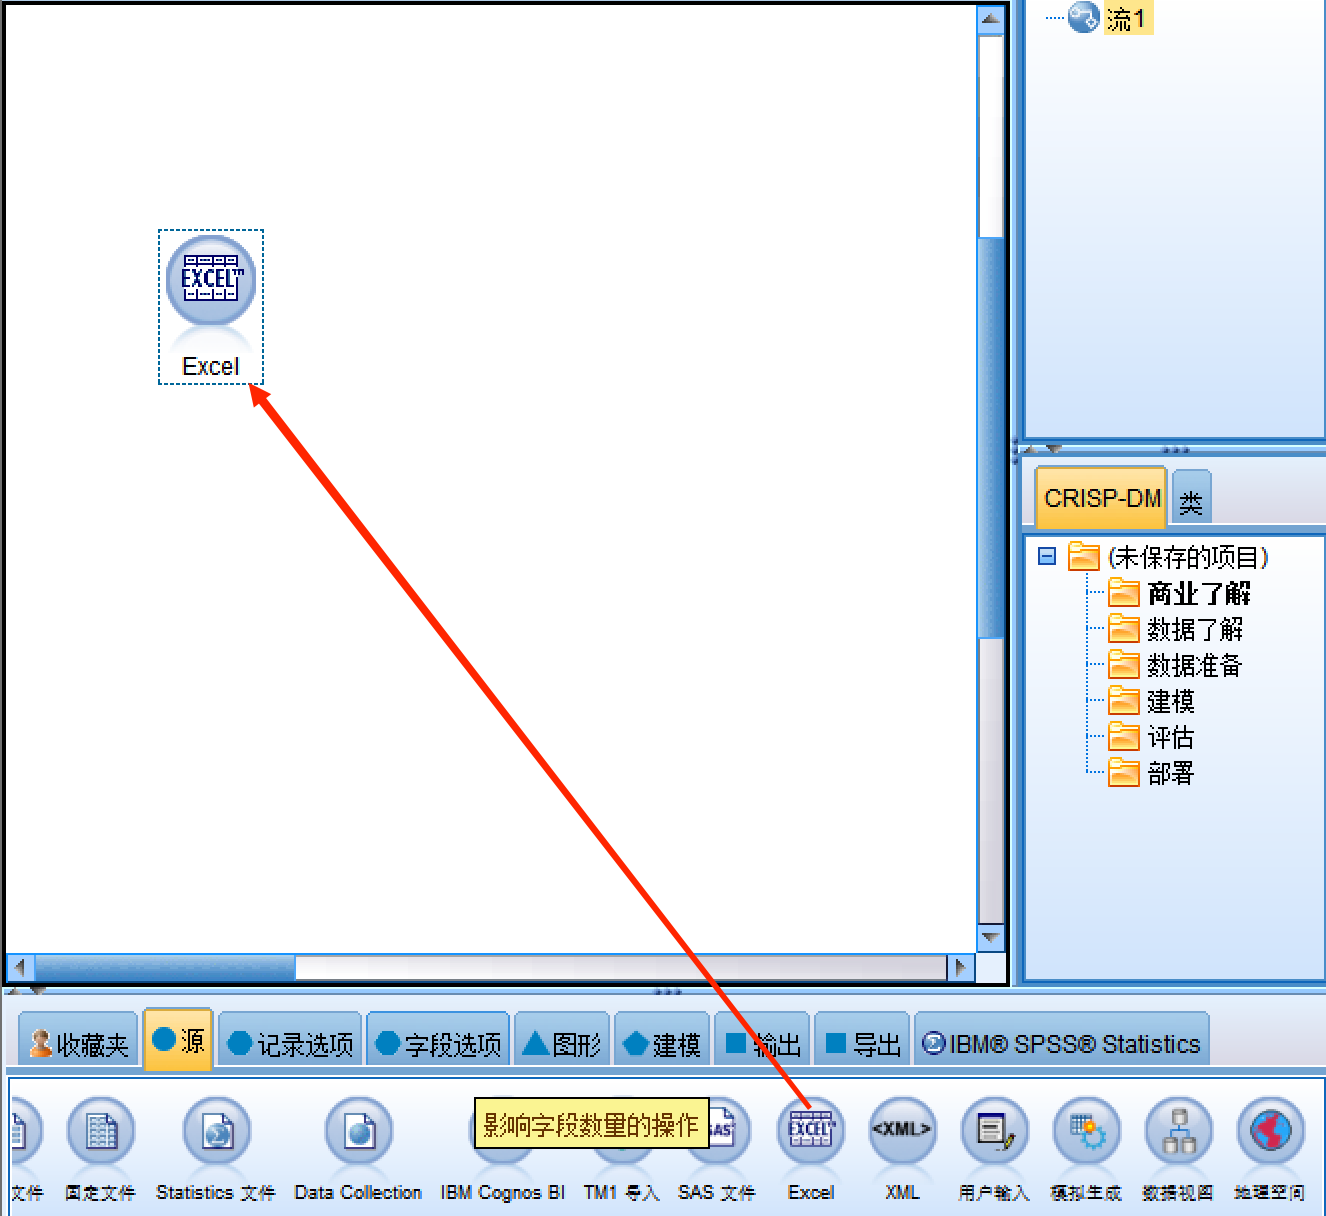 流1
EXCEL™
Excel
CRISP-DM
类
(未保存的项目)
商业了解
数据了解
数据准备
建模
评估
部署
收藏夹
源
记录选项
字段选项
图形
建模
输出
导出
IBM® SPSS® Statistics
影响字段数量的操作
SAS
EXCEL™
<XML>
文件
固定文件
Statistics 文件
Data Collection
IBM Cognos BI
TM1 导入
SAS 文件
Excel
XML
用户输入
模拟生成
数据视图
地理空间